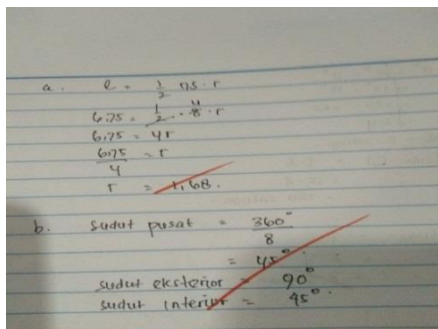 a. l = 1/2 ns. r
6,75 = 1/2 . 8 4 . r
6,75 = 4r
6,75/4 = r
r = 1,68.
b. Sudut pusat = 360°/8
= 45°.
sudut eksterior = 90°
sudut interior = 45°.